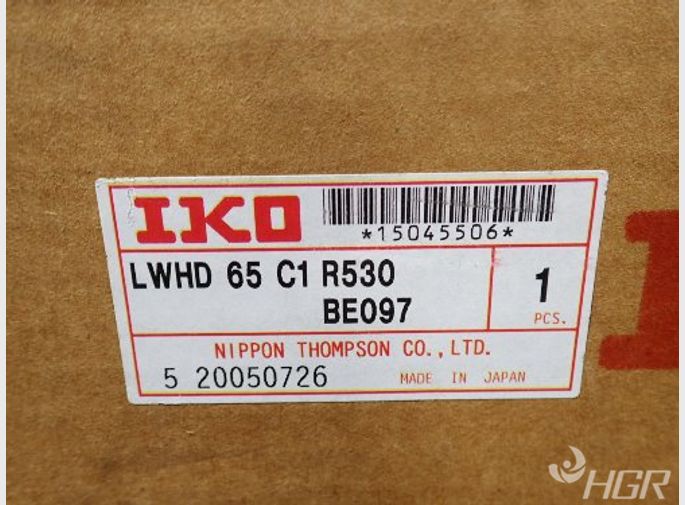 IKO
*15045506*
LWHD 65 C1 R530
BE097
1
PCS.
NIPPON THOMPSON CO., LTD.
5 20050726
MADE IN JAPAN
HGR